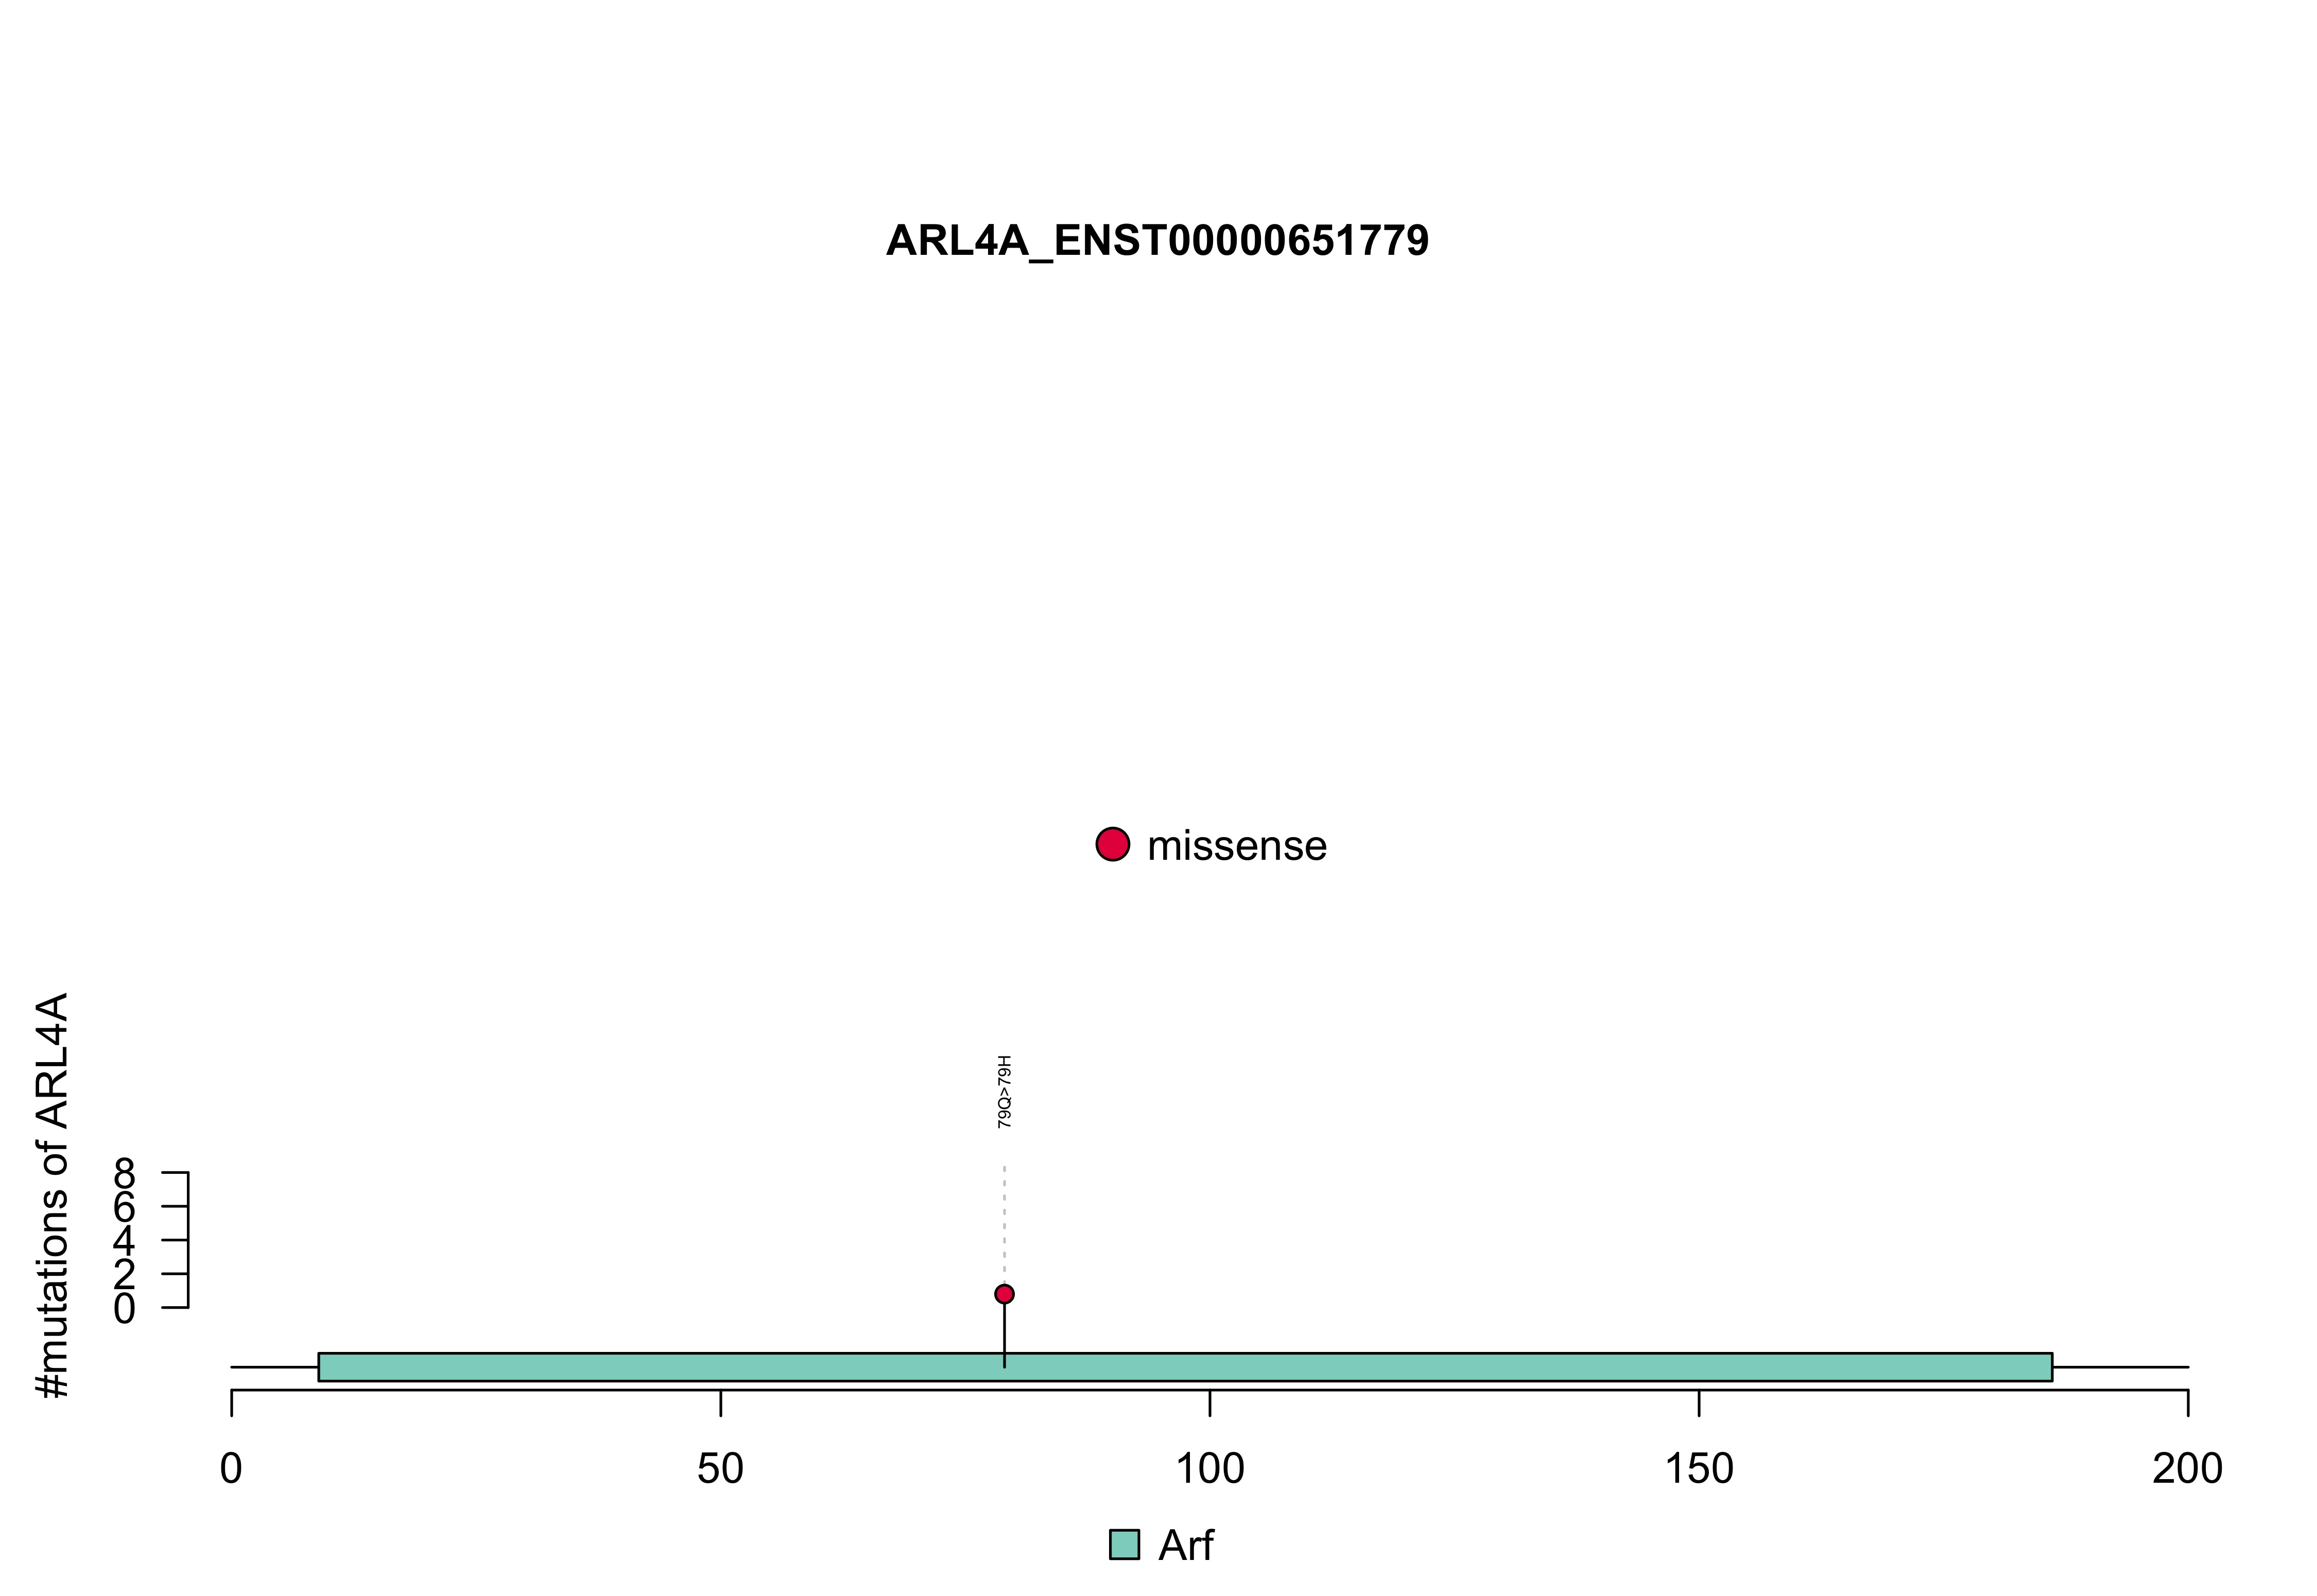 ARL4A_ENST00000651779
missense
#mutations of ARL4A
79Q>79H
8
6
4
2
0
0 50 100 150 200
Arf